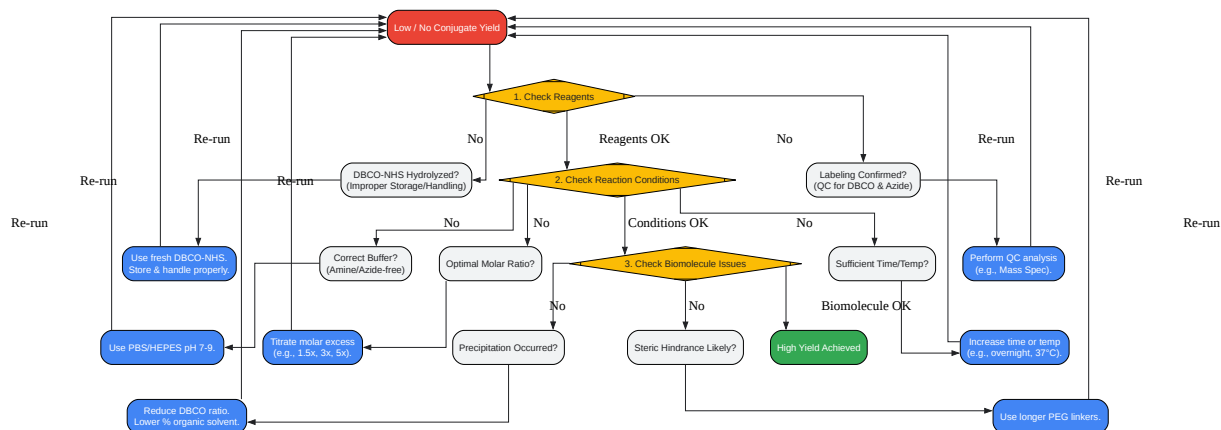 Low / No Conjugate Yield
1. Check Reagents
No
Reagents OK
No
Re-run
Re-run
DBCO-NHS Hydrolyzed?
(Improper Storage/Handling)
2. Check Reaction Conditions
Labeling Confirmed?
(QC for DBCO & Azide)
Re-run
Re-run
Re-run
Re-run
No
No
Conditions OK
No
Re-run
Use fresh DBCO-NHS.
Store & handle properly.
Correct Buffer?
(Amine/Azide-free)
Optimal Molar Ratio?
3. Check Biomolecule Issues
Sufficient Time/Temp?
Perform QC analysis
(e.g., Mass Spec).
No
No
Biomolecule OK
Use PBS/HEPES pH 7-9.
Titrate molar excess
(e.g., 1.5x, 3x, 5x).
Precipitation Occurred?
Steric Hindrance Likely?
High Yield Achieved
Increase time or temp
(e.g., overnight, 37°C).
Reduce DBCO ratio.
Lower % organic solvent.
Use longer PEG linkers.